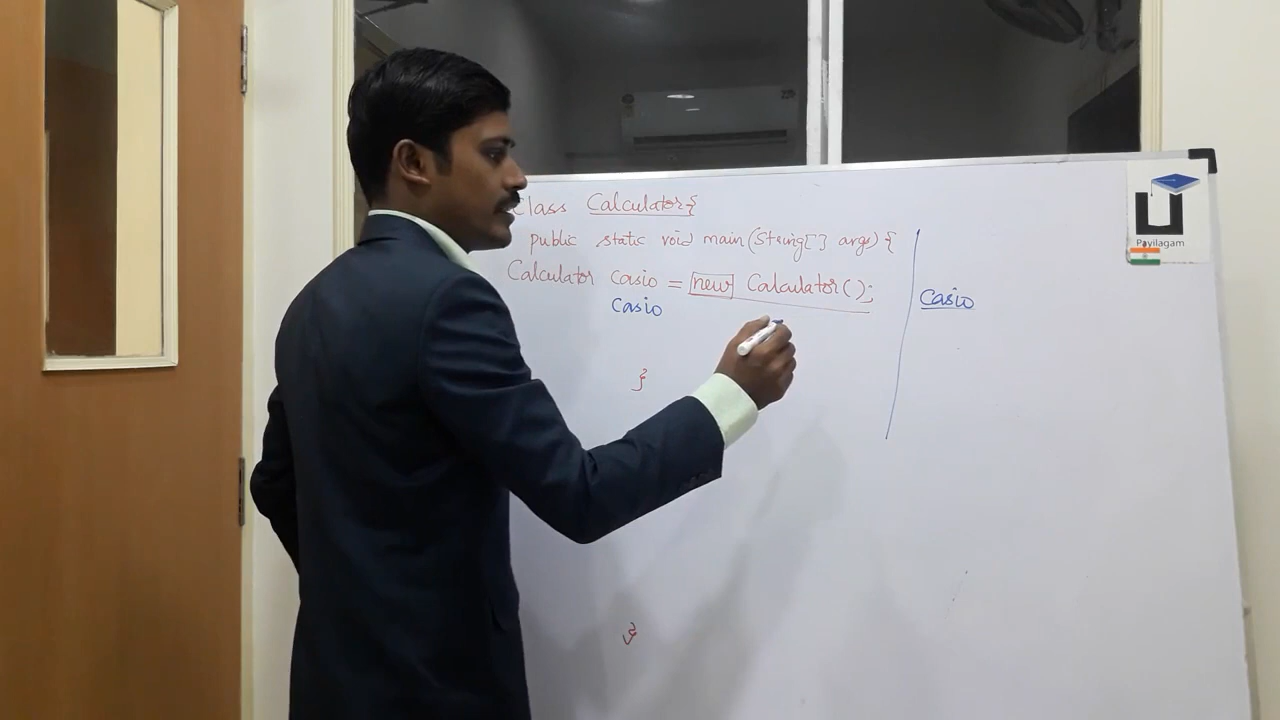 Class Calculator{
public static void main(String[] args) {
Calculator casio = new Calculator();
casio
}
}
casio
Payilagam